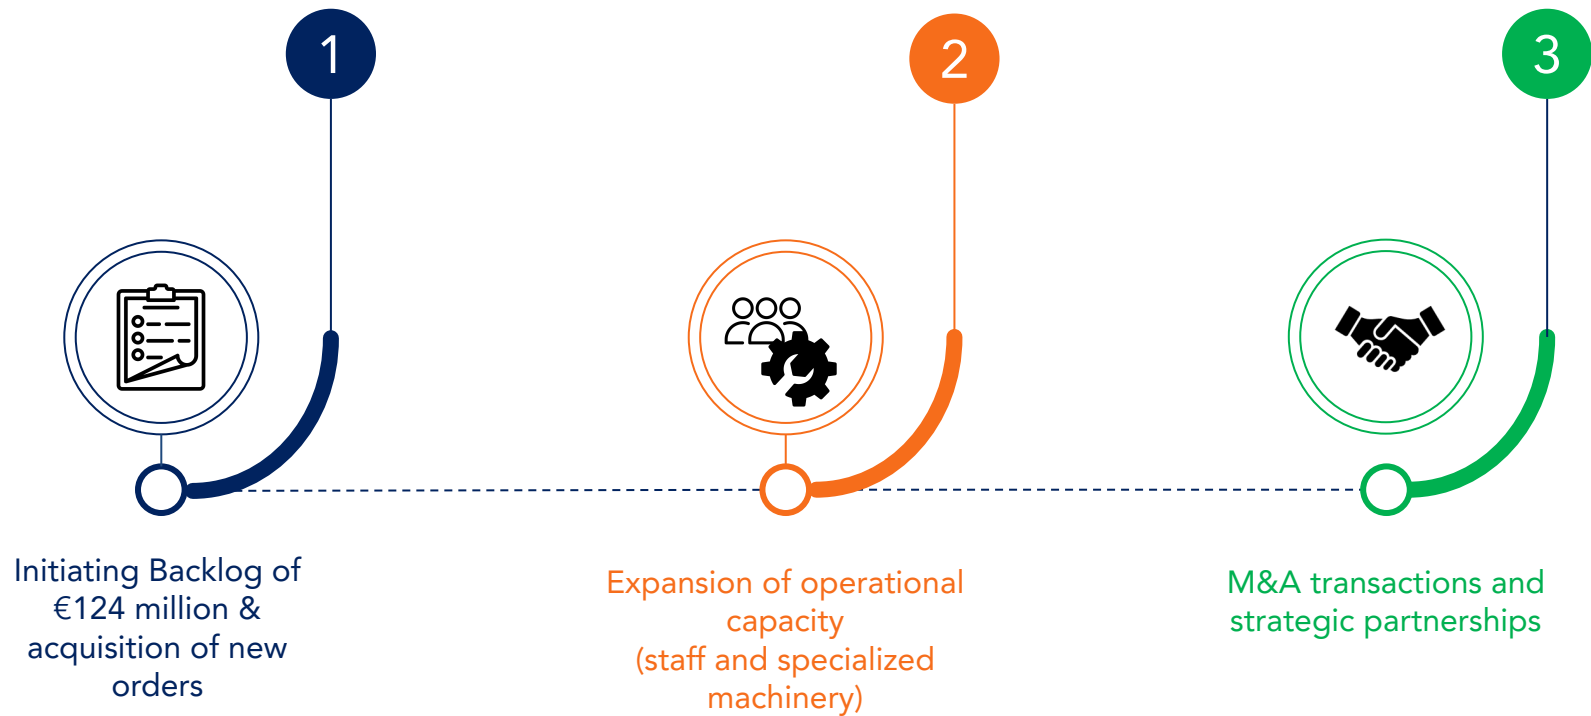 1
2
3
Initiating Backlog of
€124 million &
acquisition of new
orders
Expansion of operational
capacity
(staff and specialized
machinery)
M&A transactions and
strategic partnerships